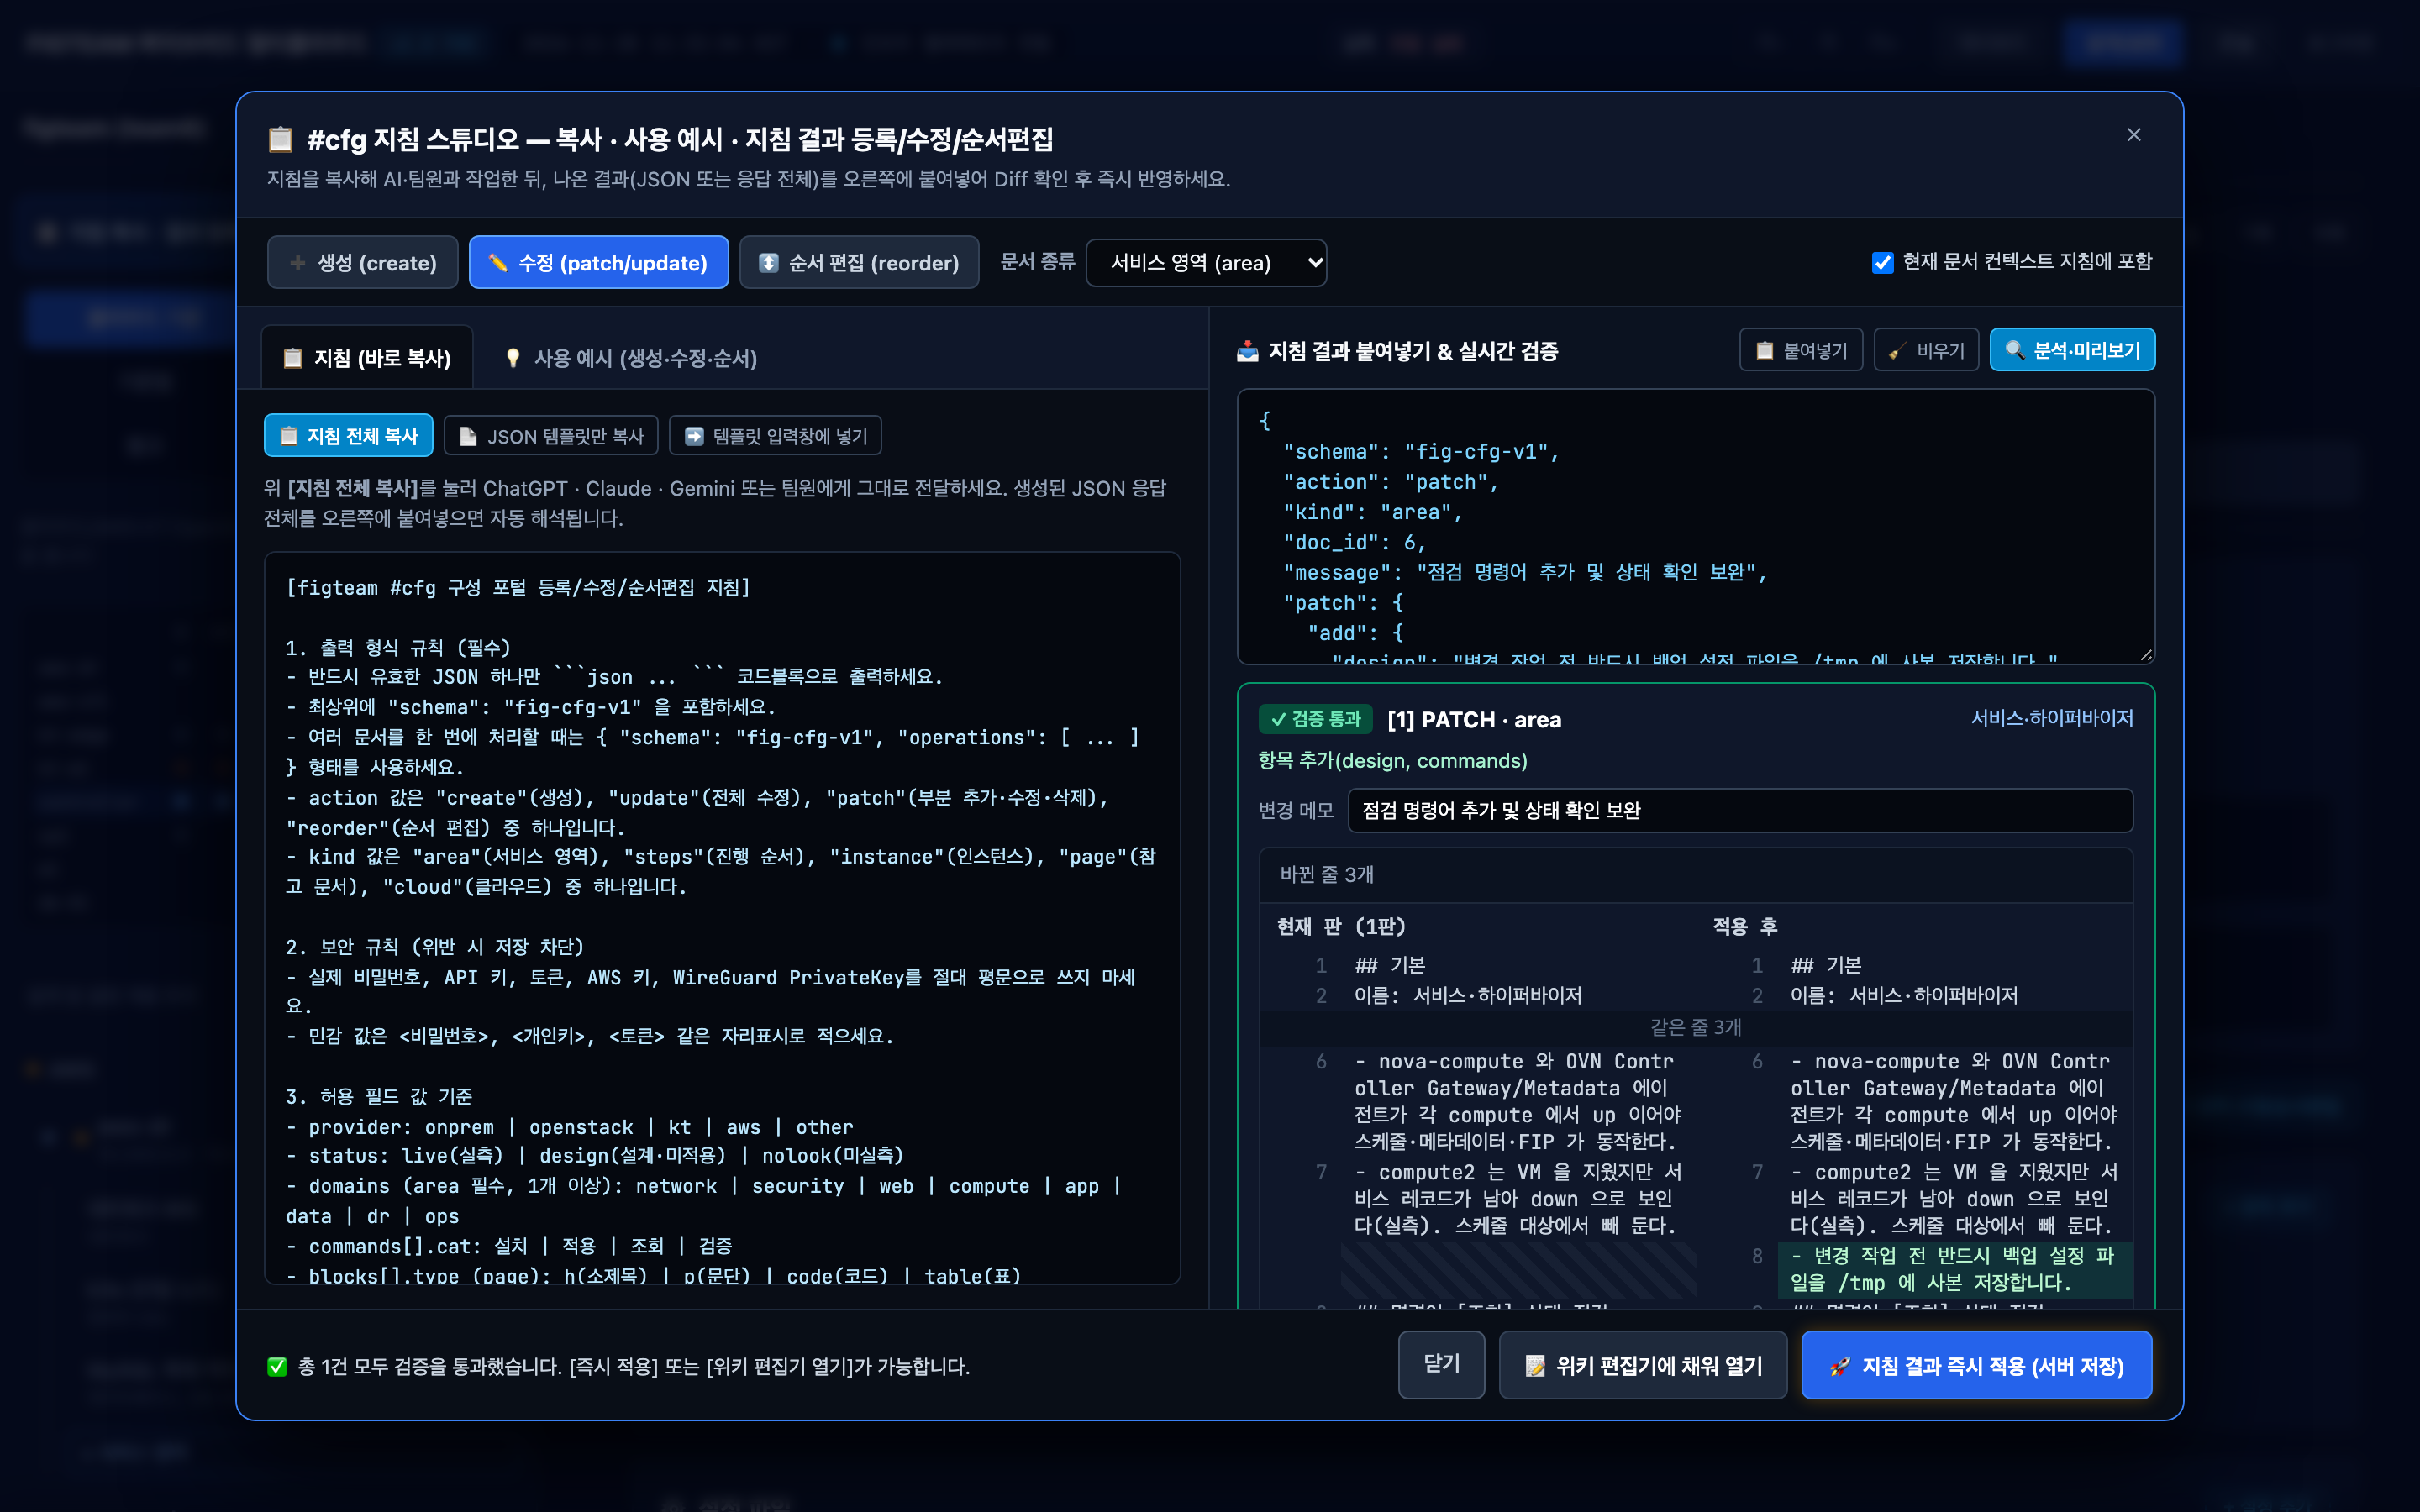 📋 #cfg 지침 스튜디오 — 복사 · 사용 예시 · 지침 결과 등록/수정/순서편집
×
지침을 복사해 AI·팀원과 작업한 뒤, 나온 결과(JSON 또는 응답 전체)를 오른쪽에 붙여넣어 Diff 확인 후 즉시 반영하세요.
➕ 생성 (create)
✏️ 수정 (patch/update)
↕️ 순서 편집 (reorder)
문서 종류
서비스 영역 (area)
현재 문서 컨텍스트 지침에 포함
📋 지침 (바로 복사)
💡 사용 예시 (생성·수정·순서)
📋 지침 전체 복사
📄 JSON 템플릿만 복사
➡️ 템플릿 입력창에 넣기
위 [지침 전체 복사]를 눌러 ChatGPT · Claude · Gemini 또는 팀원에게 그대로 전달하세요. 생성된 JSON 응답
전체를 오른쪽에 붙여넣으면 자동 해석됩니다.
[figteam #cfg 구성 포털 등록/수정/순서편집 지침]
1. 출력 형식 규칙 (필수)
- 반드시 유효한 JSON 하나만 ```json ... ``` 코드블록으로 출력하세요.
- 최상위에 "schema": "fig-cfg-v1" 을 포함하세요.
- 여러 문서를 한 번에 처리할 때는 { "schema": "fig-cfg-v1", "operations": [ ... ]
} 형태를 사용하세요.
- action 값은 "create"(생성), "update"(전체 수정), "patch"(부분 추가·수정·삭제),
"reorder"(순서 편집) 중 하나입니다.
- kind 값은 "area"(서비스 영역), "steps"(진행 순서), "instance"(인스턴스), "page"(참
고 문서), "cloud"(클라우드) 중 하나입니다.
2. 보안 규칙 (위반 시 저장 차단)
- 실제 비밀번호, API 키, 토큰, AWS 키, WireGuard PrivateKey를 절대 평문으로 쓰지 마세
요.
- 민감 값은 <비밀번호>, <개인키>, <토큰> 같은 자리표시로 적으세요.
3. 허용 필드 값 기준
- provider: onprem | openstack | kt | aws | other
- status: live(실측) | design(설계·미적용) | nolook(미실측)
- domains (area 필수, 1개 이상): network | security | web | compute | app |
data | dr | ops
- commands[].cat: 설치 | 적용 | 조회 | 검증
- blocks[].type (page): h(소제목) | p(문단) | code(코드) | table(표)
📥 지침 결과 붙여넣기 & 실시간 검증
📋 붙여넣기
🧹 비우기
🔍 분석·미리보기
{
"schema": "fig-cfg-v1",
"action": "patch",
"kind": "area",
"doc_id": 6,
"message": "점검 명령어 추가 및 상태 확인 보완",
"patch": {
"add": {
"design": "변경 작업 전 반드시 백업 설정 파일을 /tmp 에 사본 저장합니다."
✓ 검증 통과
[1] PATCH · area
서비스·하이퍼바이저
항목 추가(design, commands)
변경 메모
점검 명령어 추가 및 상태 확인 보완
바뀐 줄 3개
현재 판 (1판)
적용 후
1 ## 기본
1 ## 기본
2 이름: 서비스·하이퍼바이저
2 이름: 서비스·하이퍼바이저
같은 줄 3개
6 - nova-compute 와 OVN Contr
oller Gateway/Metadata 에이
전트가 각 compute 에서 up 이어야
스케줄·메타데이터·FIP 가 동작한다.
6 - nova-compute 와 OVN Contr
oller Gateway/Metadata 에이
전트가 각 compute 에서 up 이어야
스케줄·메타데이터·FIP 가 동작한다.
7 - compute2 는 VM 을 지웠지만 서
비스 레코드가 남아 down 으로 보인
다(실측). 스케줄 대상에서 빼 둔다.
7 - compute2 는 VM 을 지웠지만 서
비스 레코드가 남아 down 으로 보인
다(실측). 스케줄 대상에서 빼 둔다.
8 - 변경 작업 전 반드시 백업 설정 파
일을 /tmp 에 사본 저장합니다.
✅ 총 1건 모두 검증을 통과했습니다. [즉시 적용] 또는 [위키 편집기 열기]가 가능합니다.
닫기
📝 위키 편집기에 채워 열기
🚀 지침 결과 즉시 적용 (서버 저장)